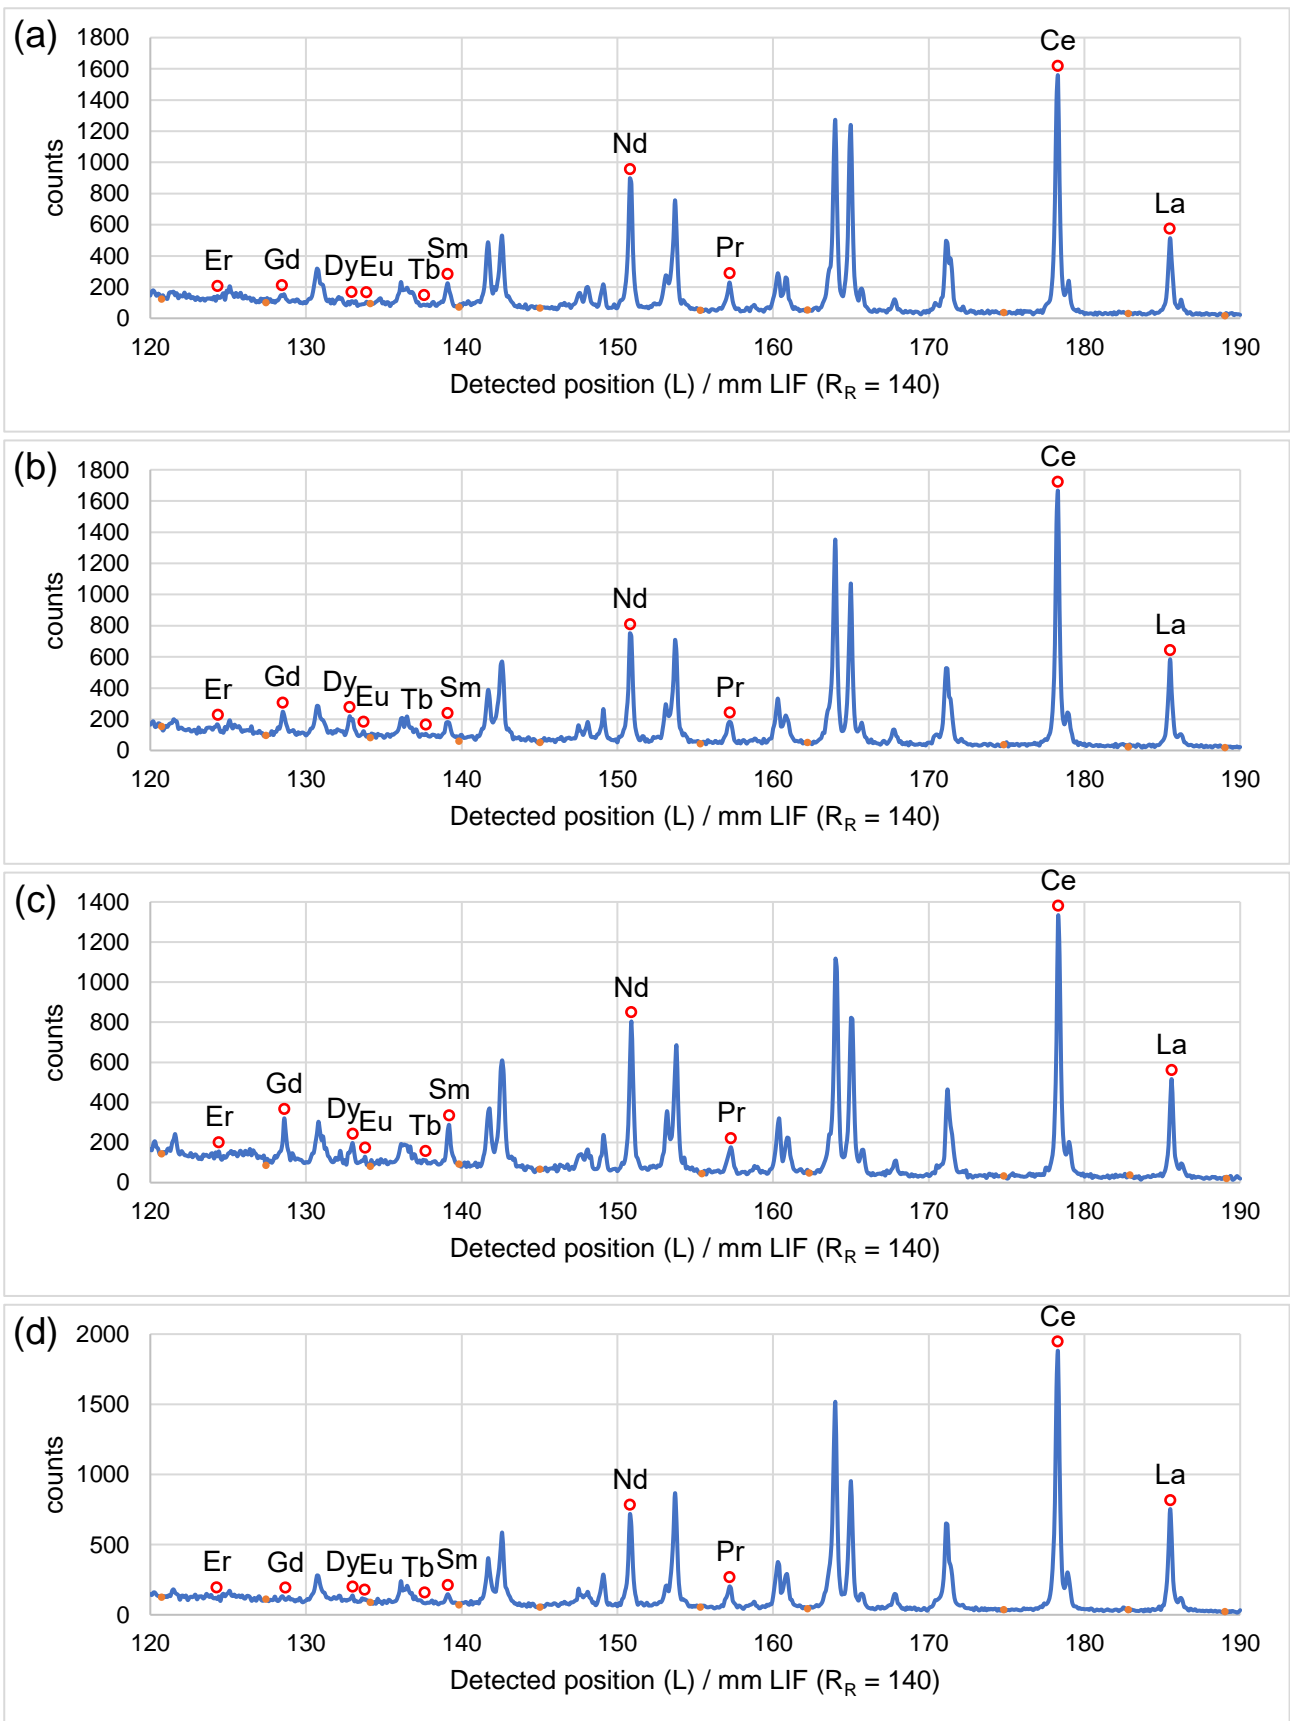 (a)
counts
1800
1600
1400
1200
1000
800
600
400
200
0
Er
Gd
Dy
Eu
Tb
Sm
Nd
Pr
Ce
La
120 130 140 150 160 170 180 190
Detected position (L) / mm LIF (R_R = 140)
(b)
counts
1800
1600
1400
1200
1000
800
600
400
200
0
Er
Gd
Dy
Eu
Tb
Sm
Nd
Pr
Ce
La
120 130 140 150 160 170 180 190
Detected position (L) / mm LIF (R_R = 140)
(c)
counts
1400
1200
1000
800
600
400
200
0
Er
Gd
Dy
Eu
Tb
Sm
Nd
Pr
Ce
La
120 130 140 150 160 170 180 190
Detected position (L) / mm LIF (R_R = 140)
(d)
counts
2000
1500
1000
500
0
Er
Gd
Dy
Eu
Tb
Sm
Nd
Pr
Ce
La
120 130 140 150 160 170 180 190
Detected position (L) / mm LIF (R_R = 140)